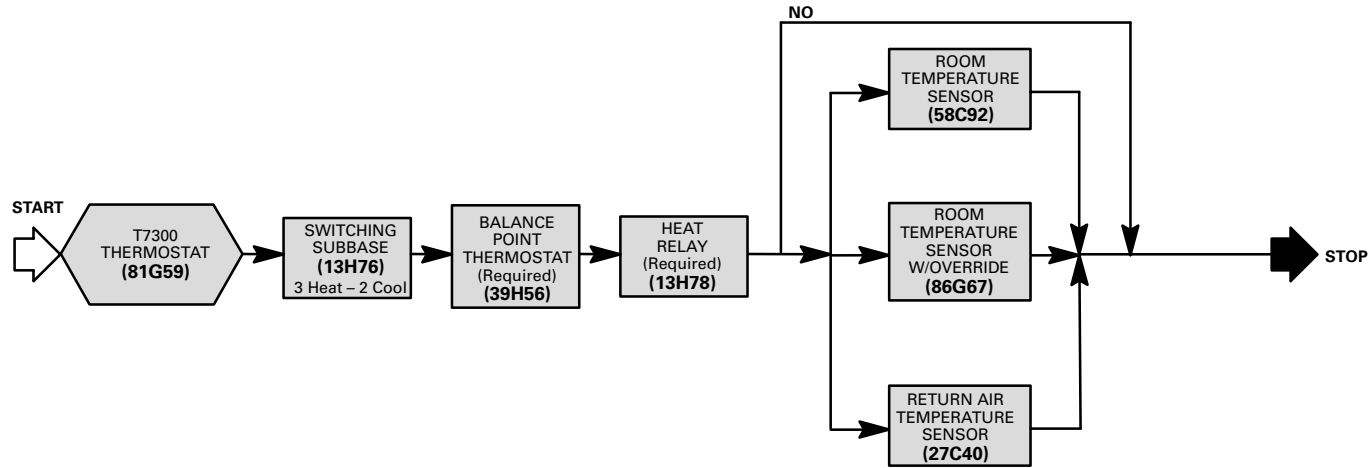 START
T7300
THERMOSTAT
(81G59)
SWITCHING
SUBBASE
(13H76)
3 Heat – 2 Cool
BALANCE
POINT
THERMOSTAT
(Required)
(39H56)
HEAT
RELAY
(Required)
(13H78)
NO
ROOM
TEMPERATURE
SENSOR
(58C92)
ROOM
TEMPERATURE
SENSOR
W/OVERRIDE
(86G67)
RETURN AIR
TEMPERATURE
SENSOR
(27C40)
STOP